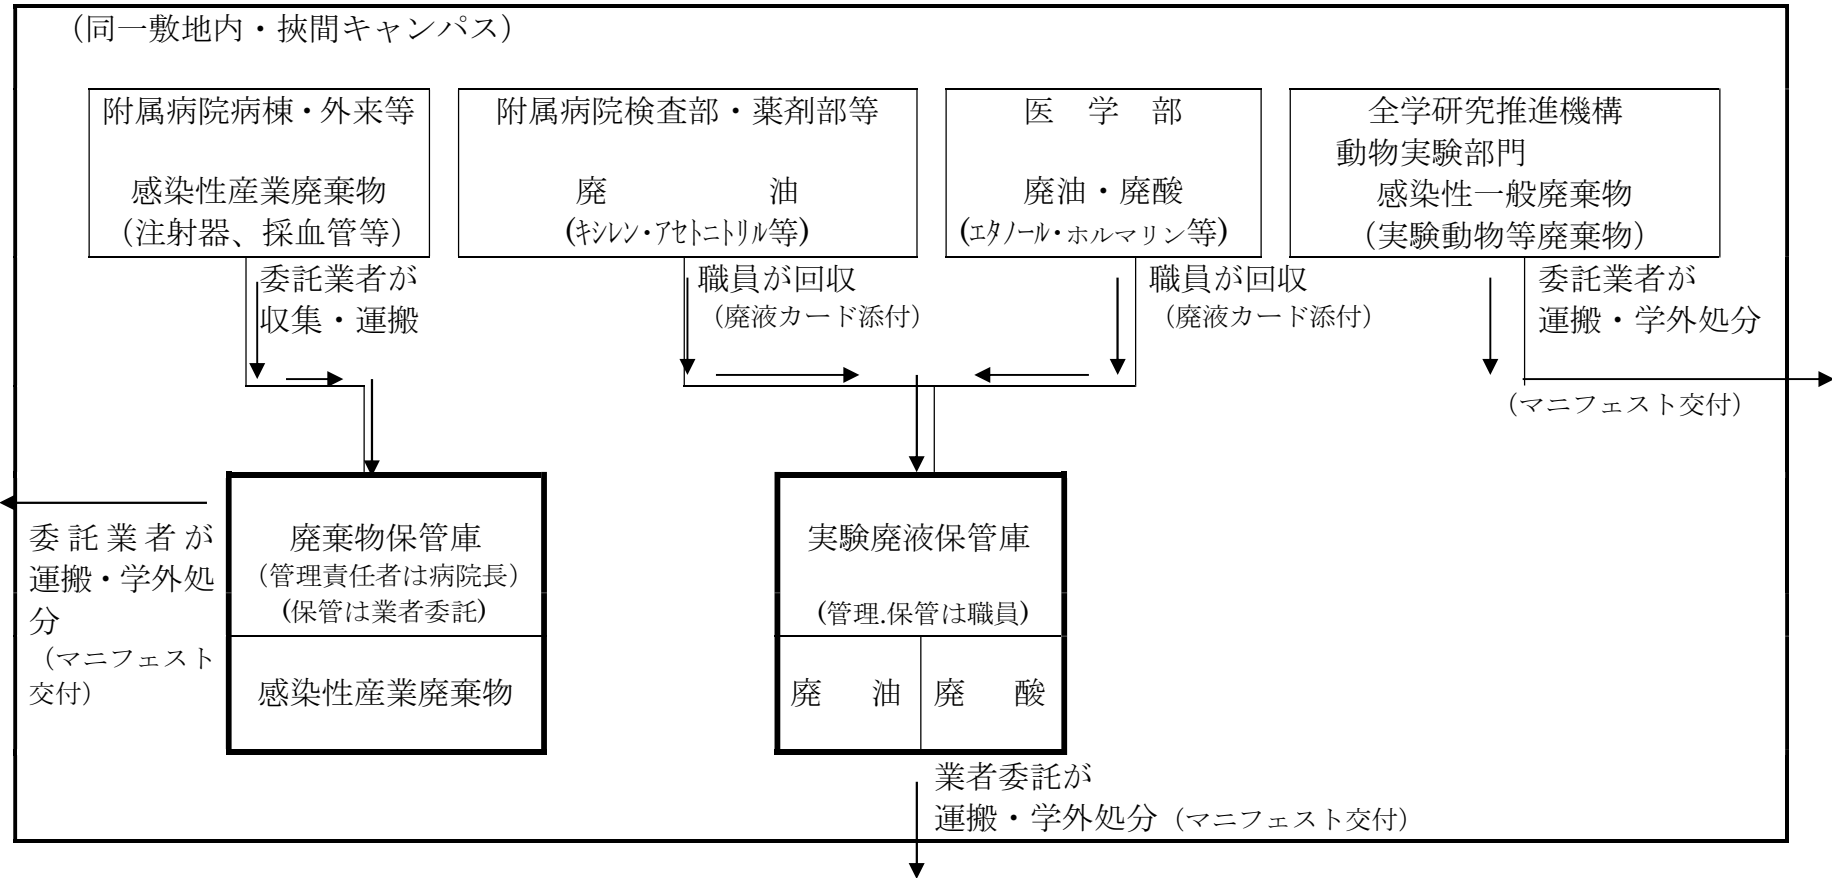 (同一敷地内・挾間キャンパス)
附属病院病棟・外来等
感染性産業廃棄物
(注射器、採血管等)
附属病院検査部・薬剤部等
廃　　　　　油
(ｷｼﾚﾝ・ｱｾﾄﾆﾄﾘﾙ等)
医　学　部
廃油・廃酸
(ｴﾀﾉｰﾙ・ホルマリン等)
全学研究推進機構
動物実験部門
感染性一般廃棄物
(実験動物等廃棄物)
委託業者が
収集・運搬
職員が回収
(廃液カード添付)
職員が回収
(廃液カード添付)
委託業者が
運搬・学外処分
(マニフェスト交付)
委託業者が
運搬・学外処
分
(マニフェスト
交付)
廃棄物保管庫
(管理責任者は病院長)
(保管は業者委託)
感染性産業廃棄物
実験廃液保管庫
(管理.保管は職員)
廃　　油
廃　　酸
業者委託が
運搬・学外処分 (マニフェスト交付)